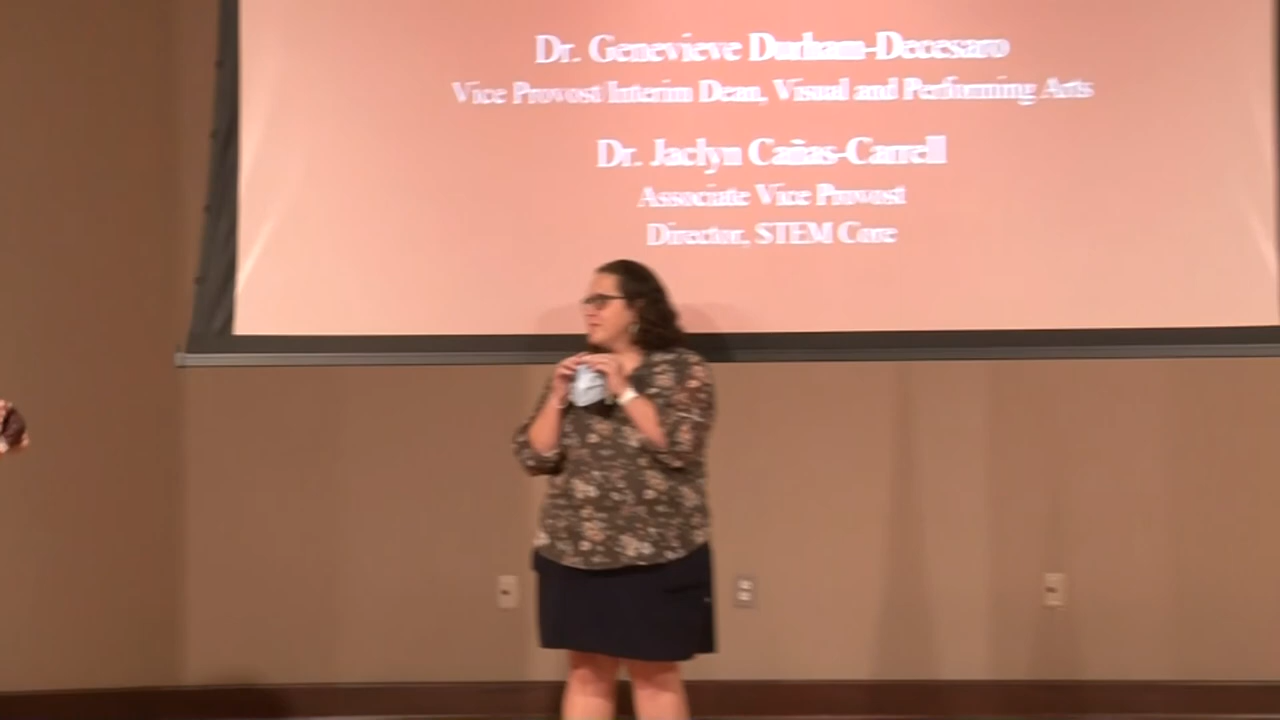 Dr. Genevieve Durham-Decesaro
Vice Provost Interim Dean, Visual and Performing Arts
Dr. Jaclyn Cañas-Carrell
Associate Vice Provost
Director, STEM Core